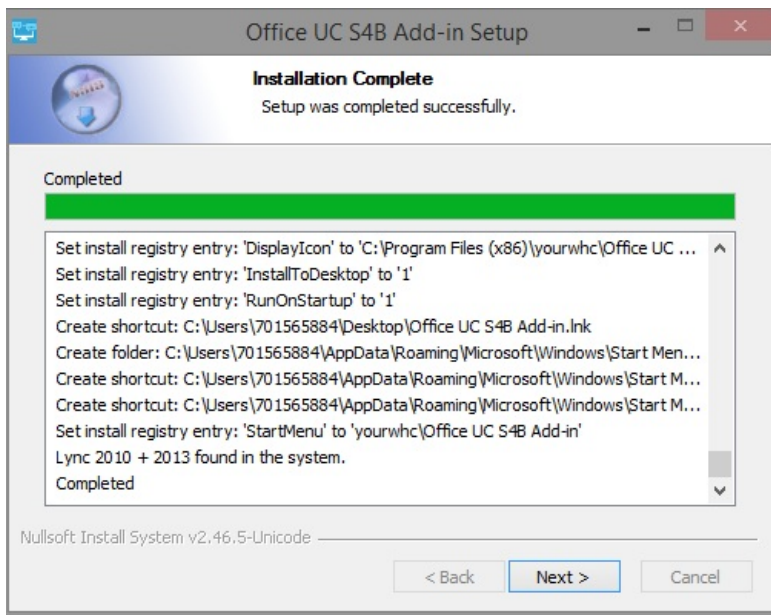 Office UC S4B Add-in Setup
Installation Complete
Setup was completed successfully.
Completed
Set install registry entry: 'DisplayIcon' to 'C:\Program Files (x86)\yourwhc\Office UC ...
Set install registry entry: 'InstallToDesktop' to '1'
Set install registry entry: 'RunOnStartup' to '1'
Create shortcut: C:\Users\701565884\Desktop\Office UC S4B Add-in.lnk
Create folder: C:\Users\701565884\AppData\Roaming\Microsoft\Windows\Start Men...
Create shortcut: C:\Users\701565884\AppData\Roaming\Microsoft\Windows\Start M...
Create shortcut: C:\Users\701565884\AppData\Roaming\Microsoft\Windows\Start M...
Set install registry entry: 'StartMenu' to 'yourwhc\Office UC S4B Add-in'
Lync 2010 + 2013 found in the system.
Completed
Nullsoft Install System v2.46.5-Unicode
< Back
Next >
Cancel